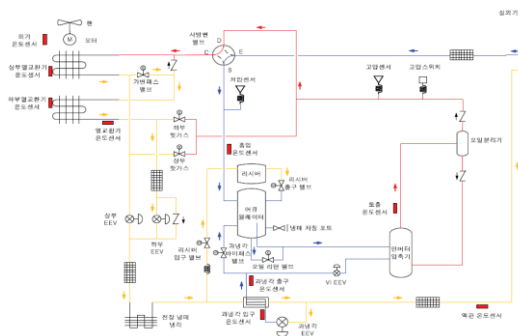 실외기
팬
외기
온도센서
모터
사방변
밸브
D
C
E
S
상부열교환기
온도센서
가변패스
밸브
저압센서
고압센서
고압스위치
하부열교환기
온도센서
열교환기
온도센서
하부
핫가스
상부
핫가스
흡입
온도센서
오일분리기
리시버
리시버
출구 밸브
어큐
뮬레이터
냉매 저장 포트
토출
온도센서
상부
EEV
하부
EEV
리시버
입구 밸브
과냉각
바이패스
밸브
오일 리턴 밸브
인버터
압축기
VI EEV
과냉각 출구
온도센서
전장 냉매
냉각
과냉각 입구
온도센서
과냉각 EEV
액관 온도센서